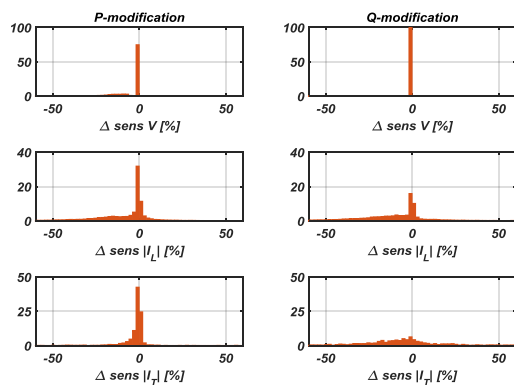 P-modification Q-modification
100 100
50 50
0 0
-50 0 50 -50 0 50
Δ sens V [%] Δ sens V [%]
40 40
20 20
0 0
-50 0 50 -50 0 50
Δ sens |I_L| [%] Δ sens |I_L| [%]
50 50
25 25
0 0
-50 0 50 -50 0 50
Δ sens |I_T| [%] Δ sens |I_T| [%]